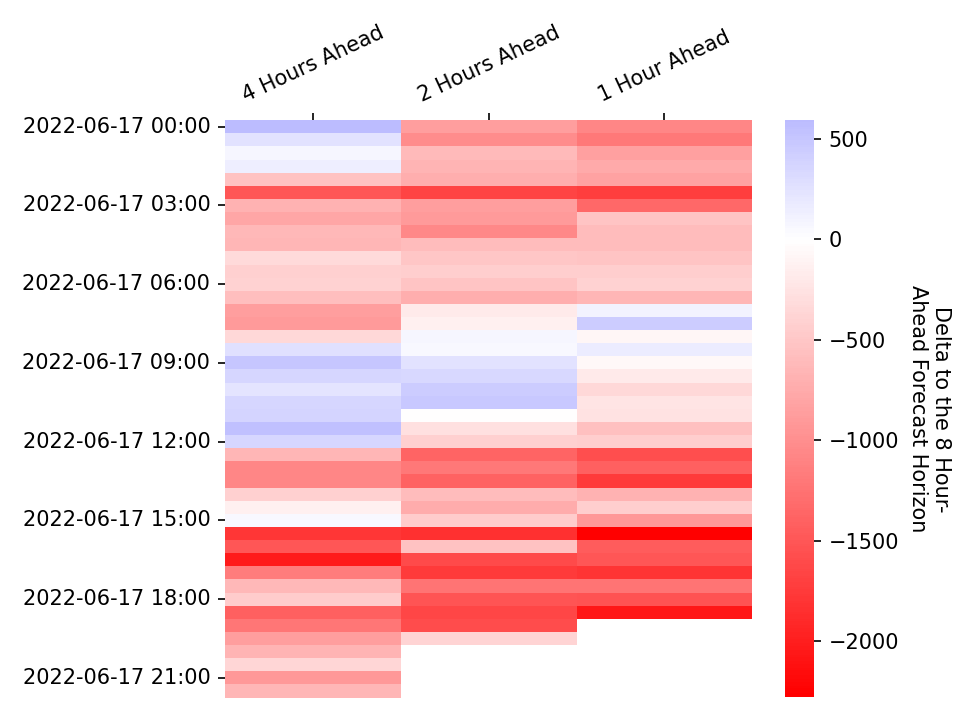 4 Hours Ahead
2 Hours Ahead
1 Hour Ahead
2022-06-17 00:00
2022-06-17 03:00
2022-06-17 06:00
2022-06-17 09:00
2022-06-17 12:00
2022-06-17 15:00
2022-06-17 18:00
2022-06-17 21:00
500
0
−500
−1000
−1500
−2000
Delta to the 8 Hour-
Ahead Forecast Horizon